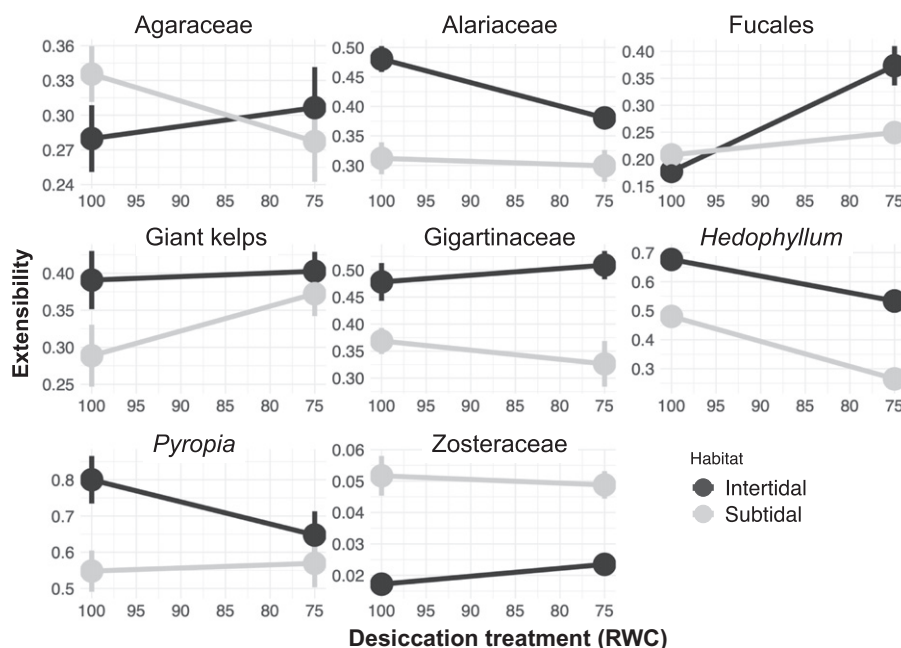 Agaraceae
Alariaceae
Fucales
0.36
0.33
0.30
0.27
0.24
100 95 90 85 80 75
0.50
0.45
0.40
0.35
0.30
100 95 90 85 80 75
0.40
0.35
0.30
0.25
0.20
0.15
100 95 90 85 80 75
Extensibility
Giant kelps
Gigartinaceae
Hedophyllum
0.40
0.35
0.30
0.25
100 95 90 85 80 75
0.50
0.45
0.40
0.35
0.30
100 95 90 85 80 75
0.7
0.6
0.5
0.4
0.3
100 95 90 85 80 75
Pyropia
Zosteraceae
0.8
0.7
0.6
0.5
100 95 90 85 80 75
0.06
0.05
0.04
0.03
0.02
100 95 90 85 80 75
Habitat
Intertidal
Subtidal
Desiccation treatment (RWC)